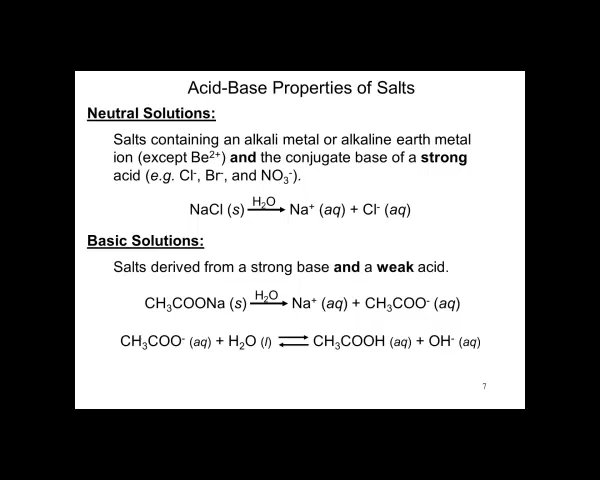 Acid-Base Properties of Salts
Neutral Solutions:
Salts containing an alkali metal or alkaline earth metal
ion (except Be²⁺) and the conjugate base of a strong
acid (e.g. Cl⁻, Br⁻, and NO₃⁻).
H₂O
NaCl (s) ⟶ Na⁺ (aq) + Cl⁻ (aq)
Basic Solutions:
Salts derived from a strong base and a weak acid.
H₂O
CH₃COONa (s) ⟶ Na⁺ (aq) + CH₃COO⁻ (aq)
CH₃COO⁻ (aq) + H₂O (l) ⇌ CH₃COOH (aq) + OH⁻ (aq)
7